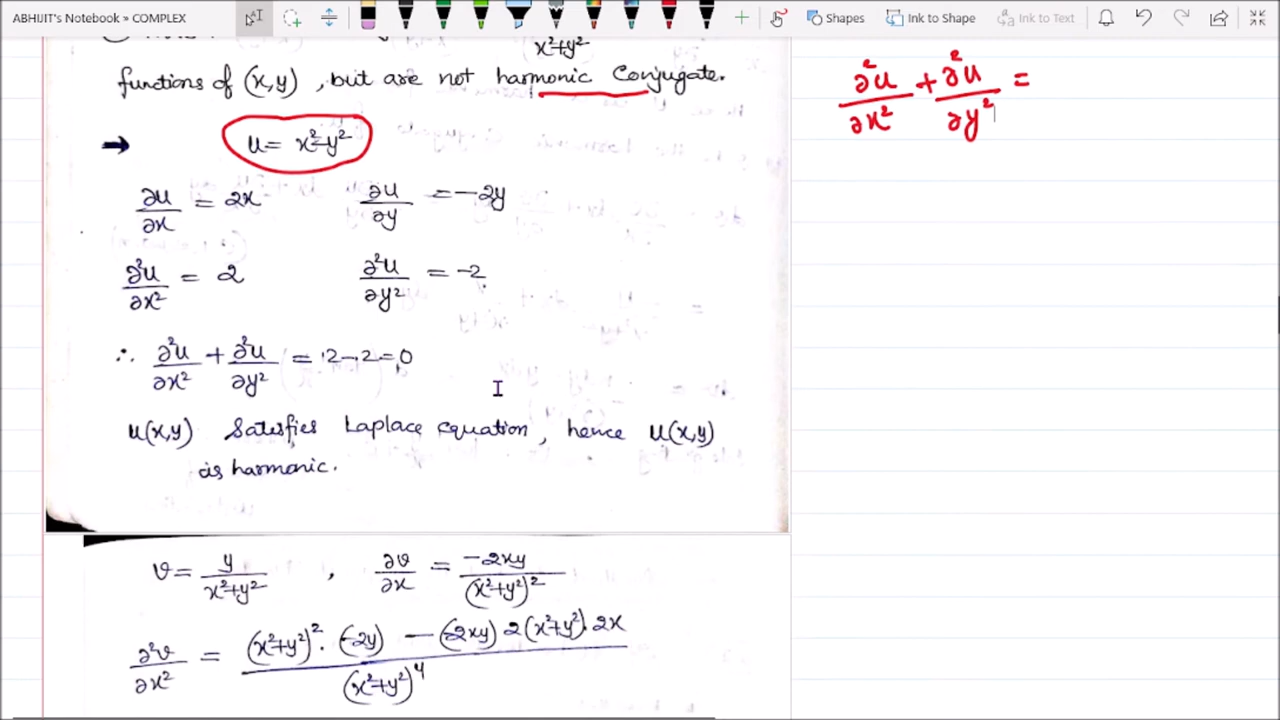 ABHIJIT's Notebook » COMPLEX
Shapes
Ink to Shape
Ink to Text
x²+y²
functions of (x,y) , but are not harmonic Conjugate.
∂²u/∂x² + ∂²u/∂y² =
→ u = x²-y²
∂u/∂x = 2x ∂u/∂y = -2y
∂²u/∂x² = 2 ∂²u/∂y² = -2
∴ ∂²u/∂x² + ∂²u/∂y² = 2-2=0
u(x,y) Satisfies Laplace equation, hence u(x,y)
is harmonic.
v = y/(x²+y²) , ∂v/∂x = -2xy/(x²+y²)²
∂²v/∂x² = ((x²+y²)² · (-2y) - (-2xy) 2(x²+y²) · 2x)/(x²+y²)⁴